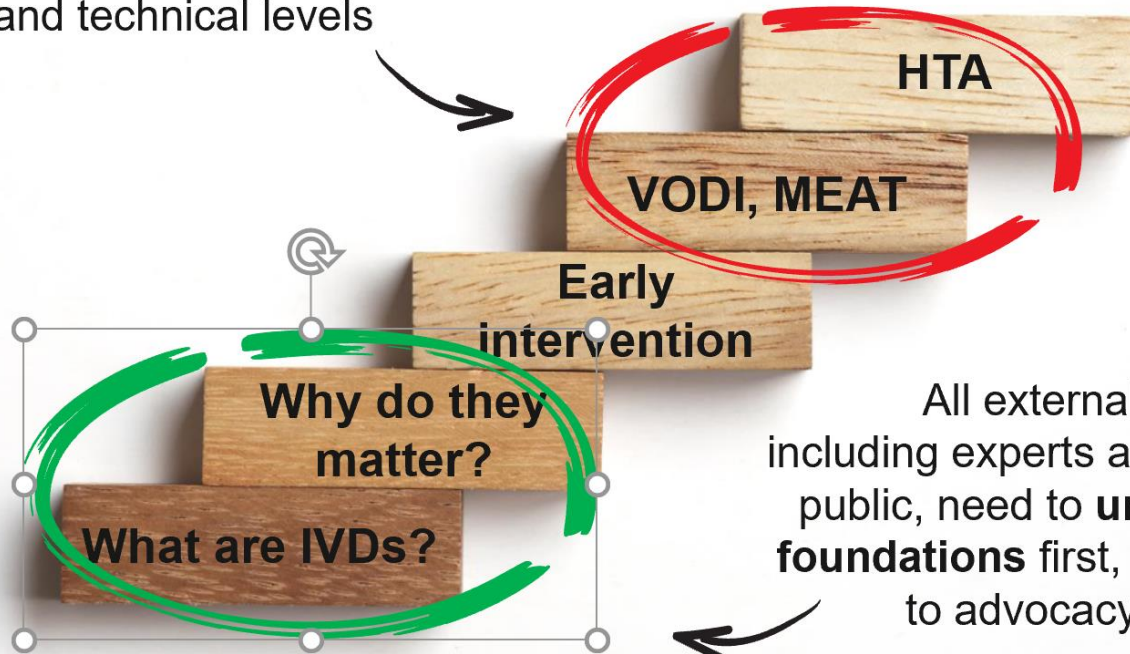 and technical levels
HTA
VODI, MEAT
Early
intervention
Why do they
matter?
What are IVDs?
All externa
including experts a
public, need to
foundations first,
to advocacy